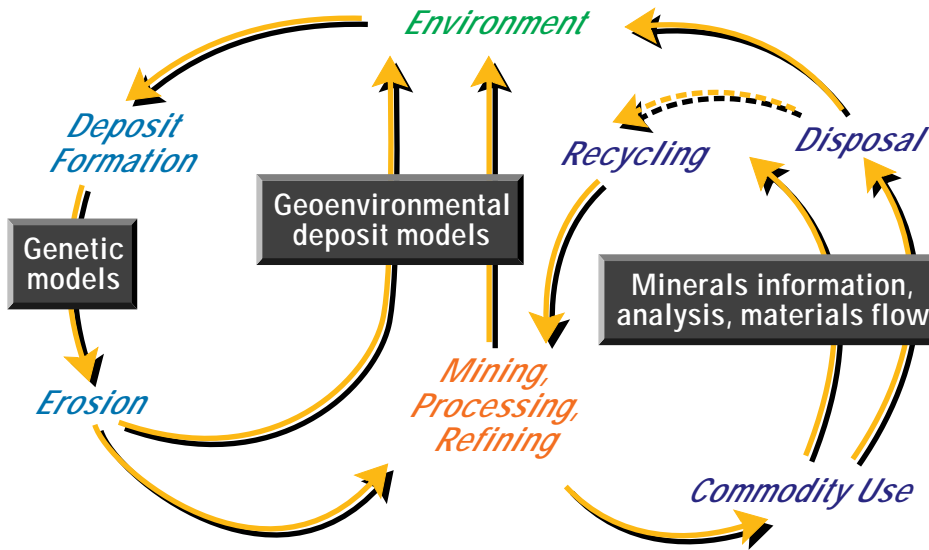 Environment
Deposit
Formation
Recycling
Disposal
Genetic
models
Geoenvironmental
deposit models
Minerals information,
analysis, materials flow
Erosion
Mining,
Processing,
Refining
Commodity Use